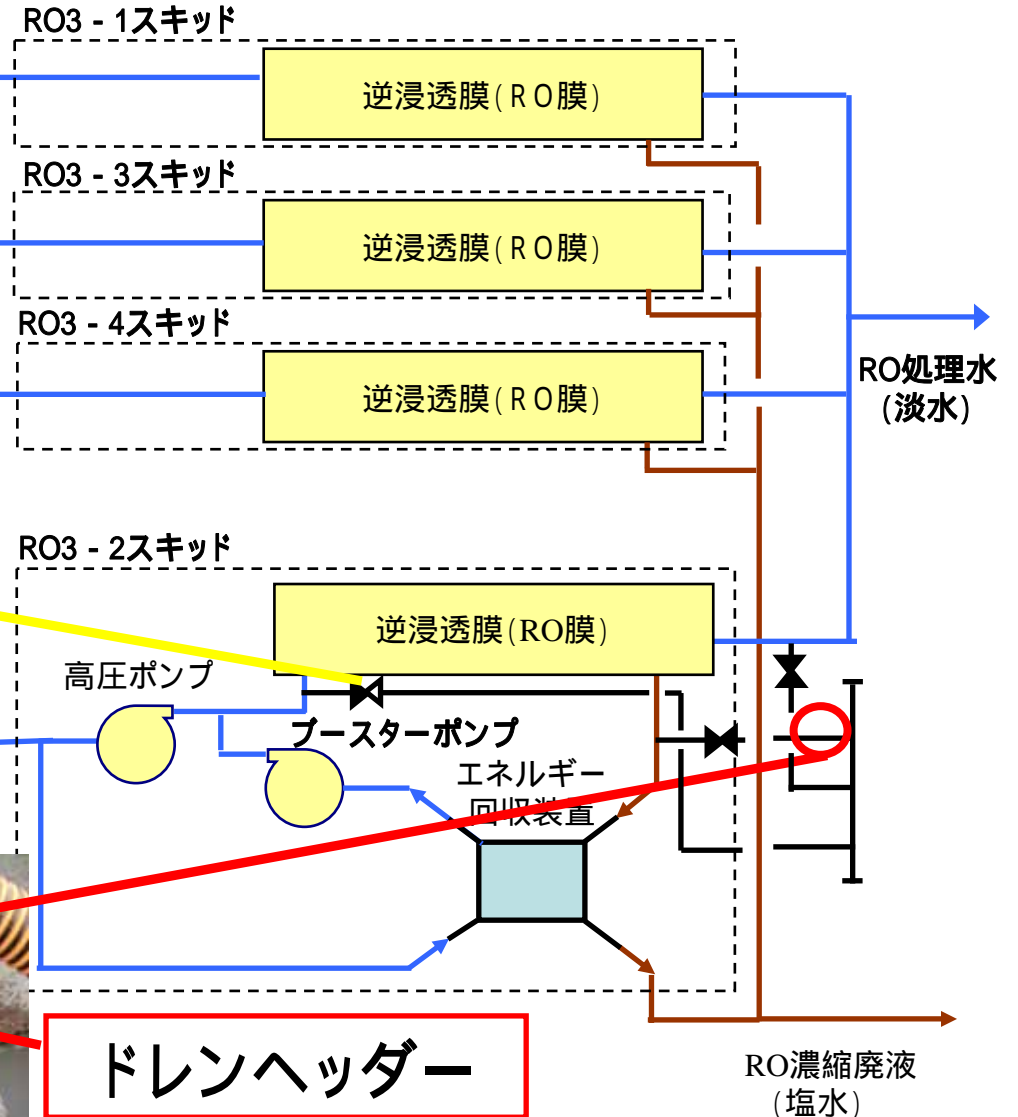 RO3 - 1スキッド
逆浸透膜(RO膜)
RO3 - 3スキッド
逆浸透膜(RO膜)
RO3 - 4スキッド
逆浸透膜(RO膜)
RO処理水
(淡水)
RO3 - 2スキッド
逆浸透膜(RO膜)
高圧ポンプ
ブースターポンプ
エネルギー
回収装置
ドレンヘッダー
RO濃縮廃液
(塩水)